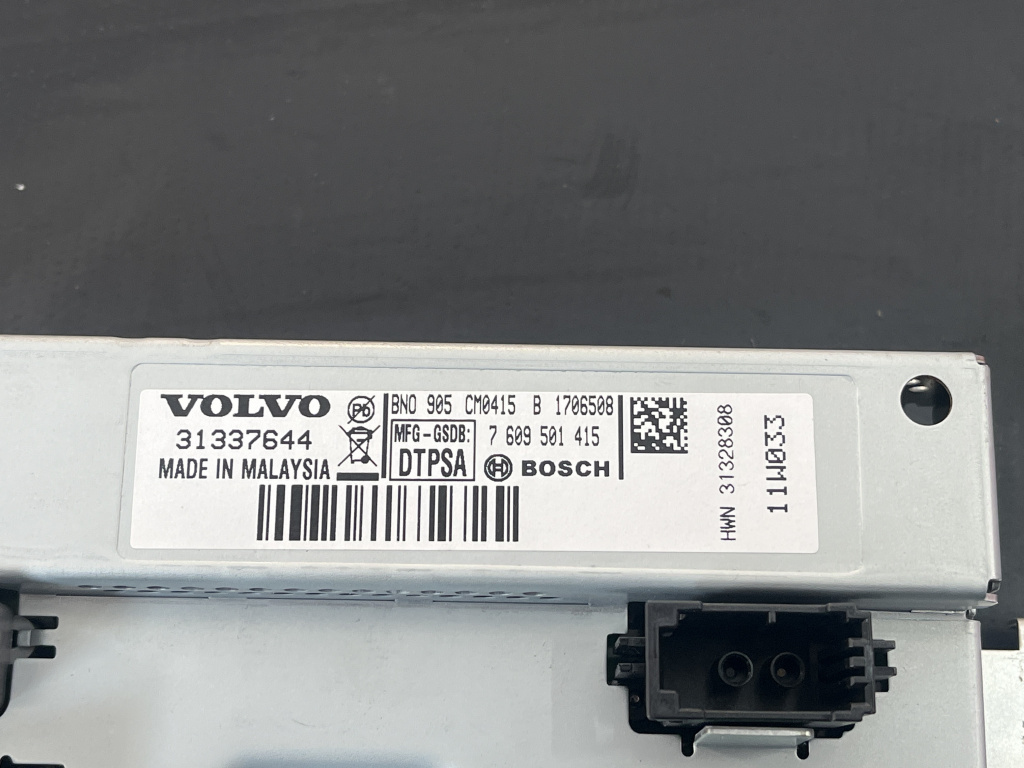 VOLVO
31337644
MADE IN MALAYSIA
Pb
BNO 905 CM0415 B 1706508
MFG-GSDB:
DTPSA
7 609 501 415
BOSCH
HWN 31328308
11W033